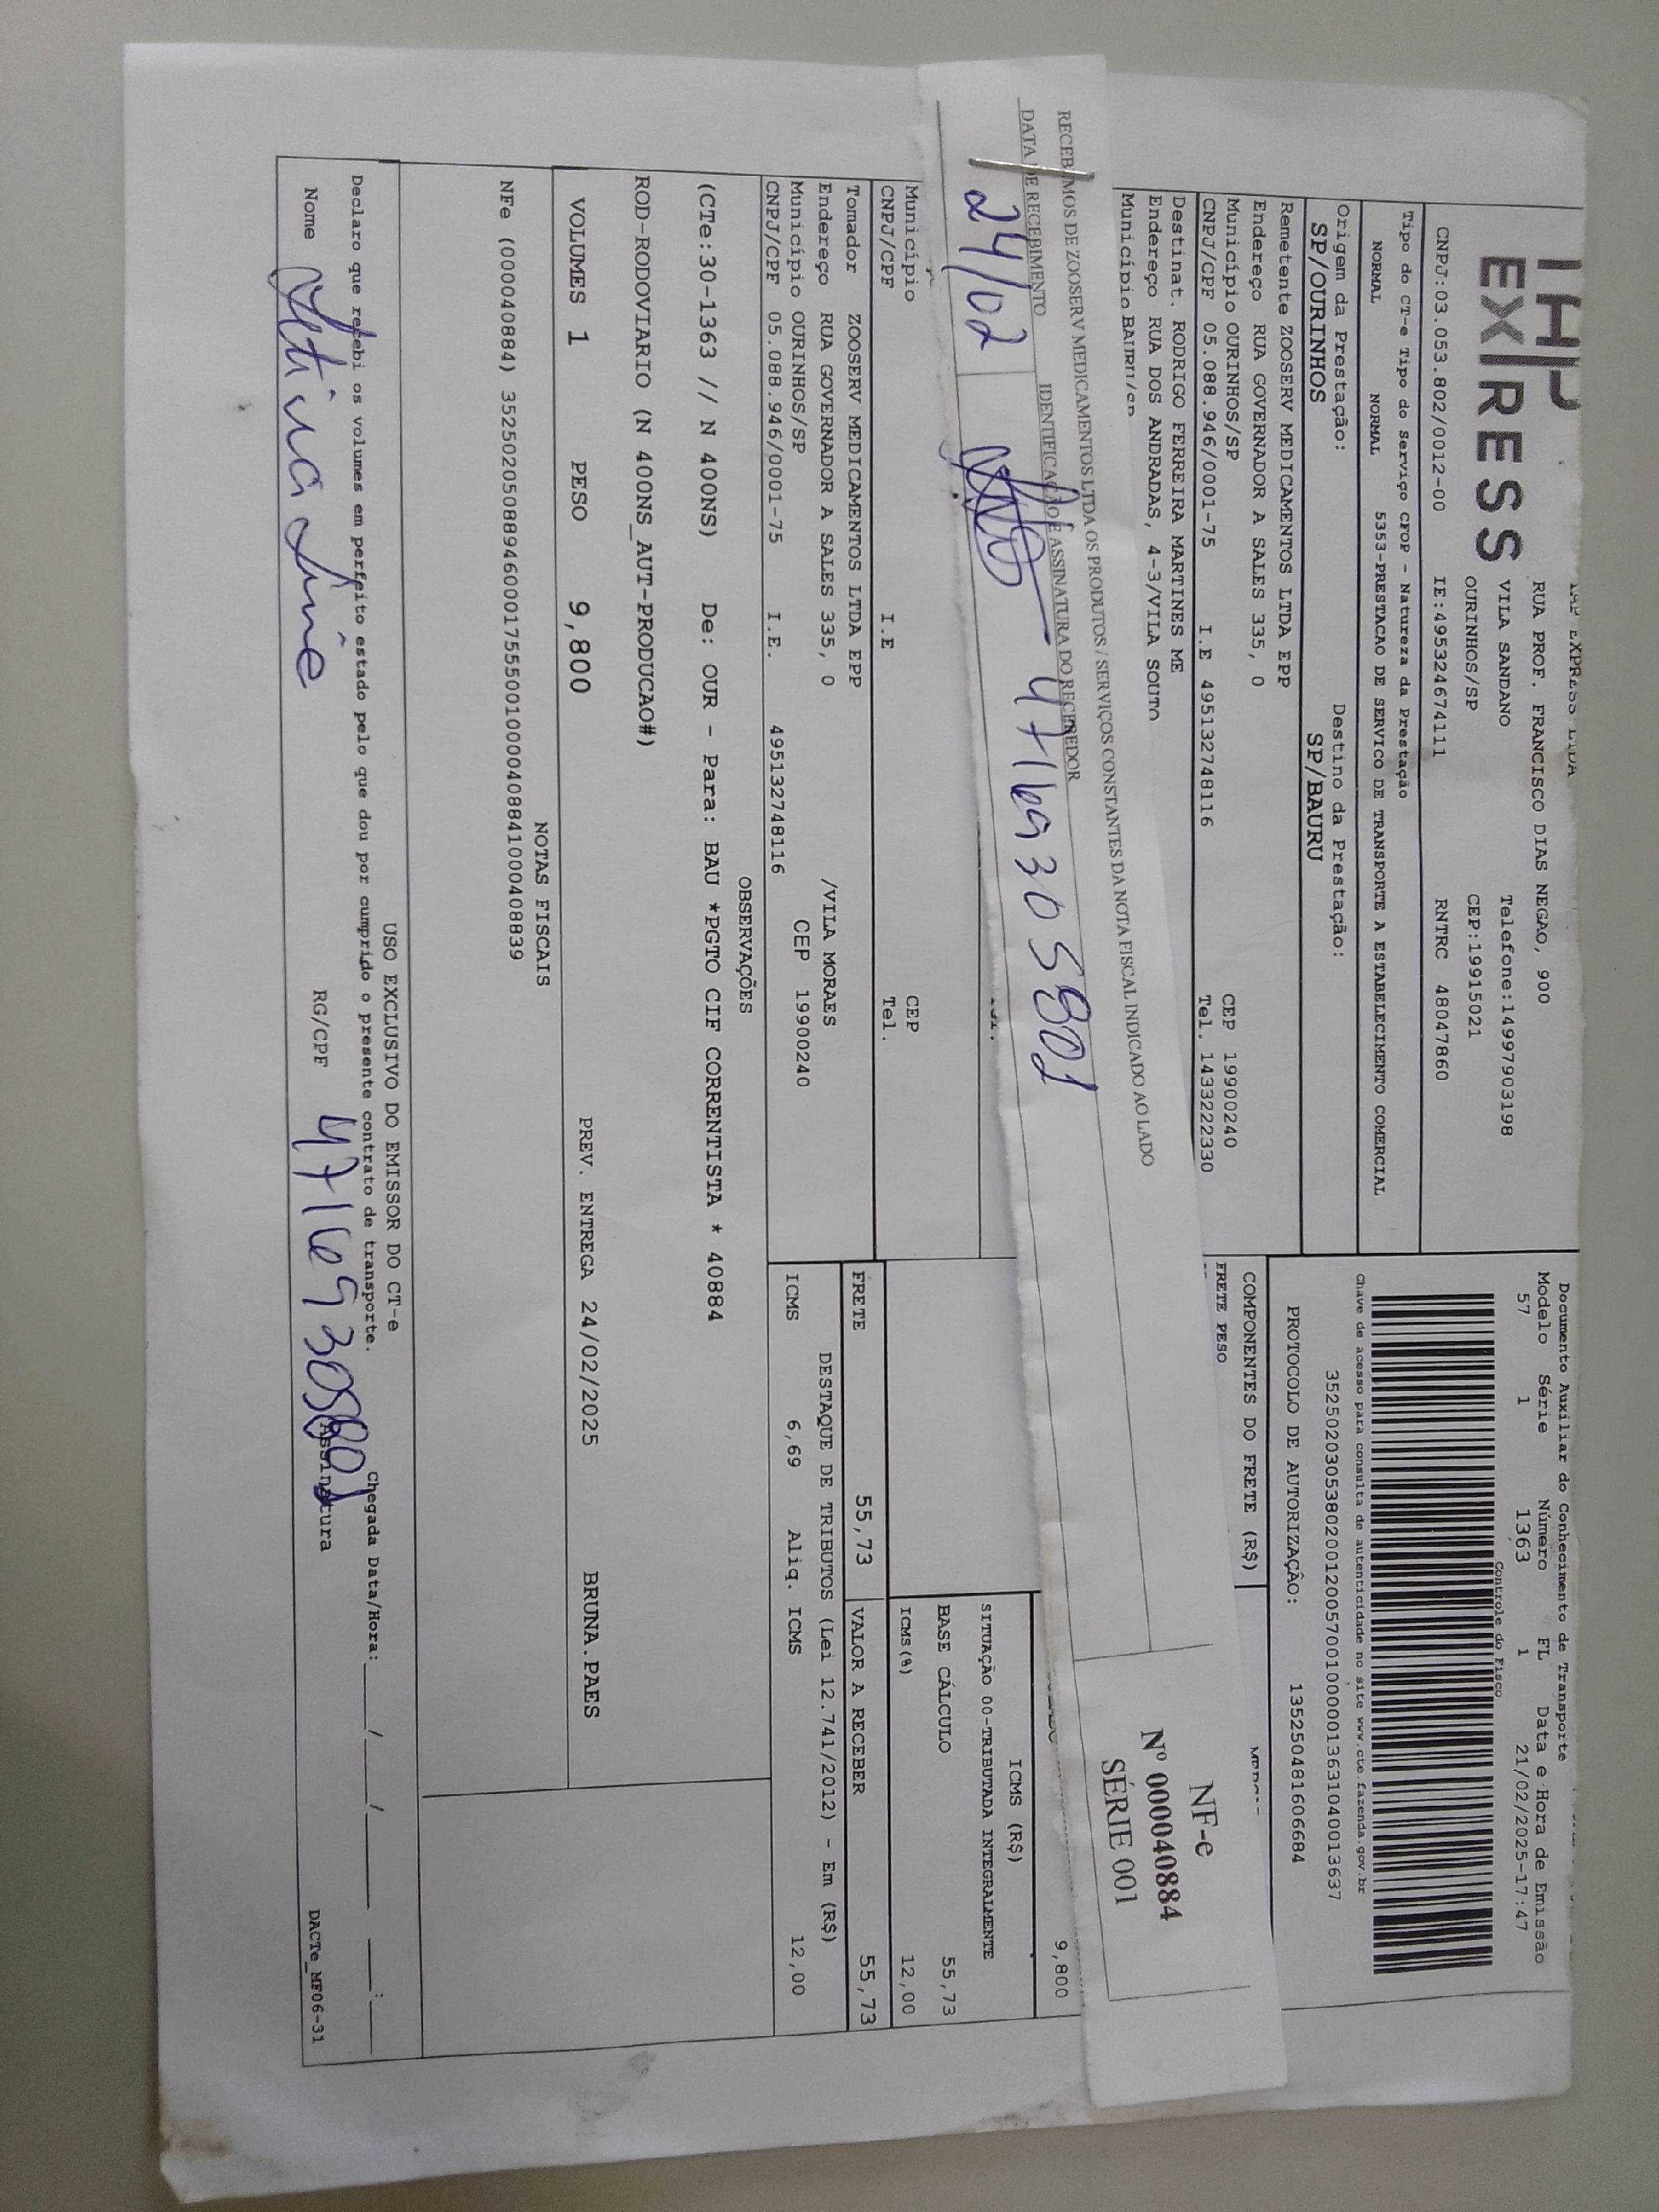 EX/RESS
RUA PROF. FRANCISCO DIAS NEGAO, 900
VILA SANDANO Telefone:14997903198
OURINHOS/SP CEP:19915021
CNPJ:03.053.802/0012-00 IE:495324674111 RNTRC 48047860
Tipo do CT-e Tipo do Serviço CFOP - Natureza da Prestação
NORMAL NORMAL 5353-PRESTACAO DE SERVICO DE TRANSPORTE A ESTABELECIMENTO COMERCIAL
Origem da Prestação: Destino da Prestação:
SP/OURINHOS SP/BAURU
Documento Auxiliar do Conhecimento de Transporte
Modelo Série Número FL Data e Hora de Emissão
57 1 1363 1 21/02/2025-17:47
Controle do Fisco
Chave de acesso para consulta de autenticidade no site www.cte.fazenda.gov.br
35250203053802001200570010000013631040013637
PROTOCOLO DE AUTORIZAÇÃO: 135250481606684
Remetente ZOOSERV MEDICAMENTOS LTDA EPP
Endereço RUA GOVERNADOR A SALES 335, 0
Município OURINHOS/SP CEP 19900240
CNPJ/CPF 05.088.946/0001-75 I.E 495132748116 Tel. 1433222330
Destinat. RODRIGO FERREIRA MARTINES ME
Endereço RUA DOS ANDRADAS, 4-3/VILA SOUTO
Município BAURU/SP
COMPONENTES DO FRETE (R$)
FRETE PESO
RECEBEMOS DE ZOOSERV MEDICAMENTOS LTDA OS PRODUTOS / SERVIÇOS CONSTANTES DA NOTA FISCAL INDICADO AO LADO
DATA DE RECEBIMENTO IDENTIFICAÇÃO E ASSINATURA DO RECEBEDOR
24/02 47169305801
NF-e
Nº 000040884
SÉRIE 001
9,800
Município CEP
CNPJ/CPF I.E Tel.
ICMS (R$)
SITUAÇÃO 00-TRIBUTADA INTEGRALMENTE
BASE CÁLCULO 55,73
ICMS(%) 12,00
Tomador ZOOSERV MEDICAMENTOS LTDA EPP
Endereço RUA GOVERNADOR A SALES 335, 0 /VILA MORAES
Município OURINHOS/SP CEP 19900240
CNPJ/CPF 05.088.946/0001-75 I.E. 495132748116
FRETE 55,73 VALOR A RECEBER 55,73
DESTAQUE DE TRIBUTOS (Lei 12.741/2012) - Em (R$)
ICMS 6,69 Aliq. ICMS 12,00
OBSERVAÇÕES
(CTe:30-1363 // N 400NS) De: OUR - Para: BAU *PGTO CIF CORRENTISTA * 40884
ROD-RODOVIARIO (N 400NS_AUT-PRODUCAO#)
VOLUMES 1 PESO 9,800 PREV. ENTREGA 24/02/2025 BRUNA.PAES
NOTAS FISCAIS
NFe (000040884) 35250205088946000175550010000408841000408839
USO EXCLUSIVO DO EMISSOR DO CT-e
Declaro que recebi os volumes em perfeito estado pelo que dou por cumprido o presente contrato de transporte. Chegada Data/Hora: ___/___/___ __:__
Nome RG/CPF 47169305801 Assinatura
DACTe_MF06-31